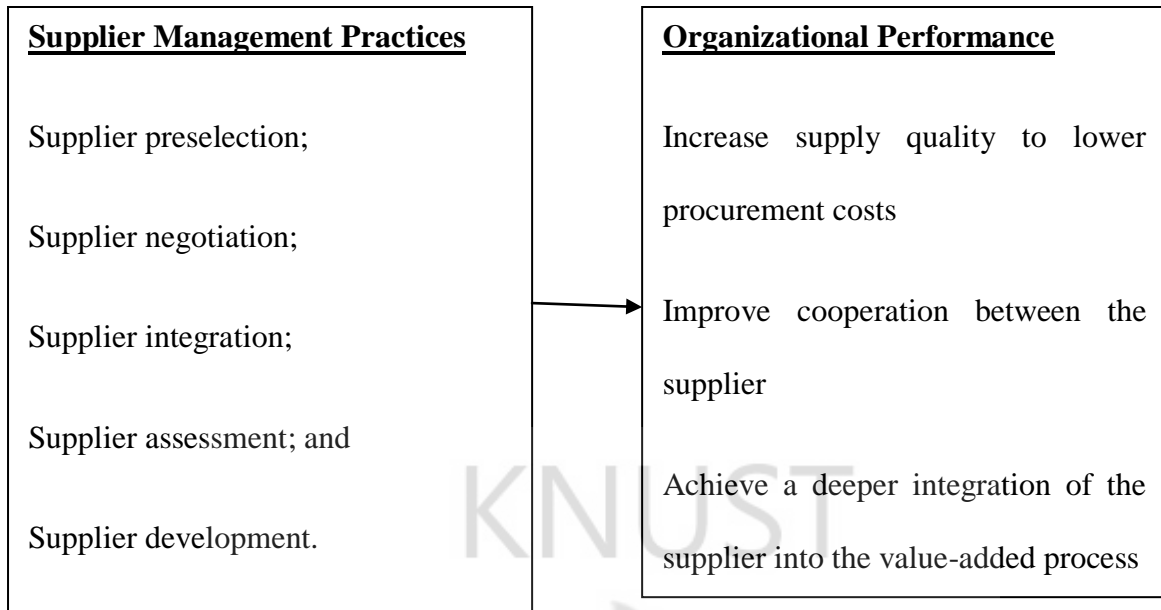 Supplier Management Practices
Supplier preselection;
Supplier negotiation;
Supplier integration;
Supplier assessment; and
Supplier development.
Organizational Performance
Increase supply quality to lower
procurement costs
Improve cooperation between the
supplier
Achieve a deeper integration of the
supplier into the value-added process
KNUST